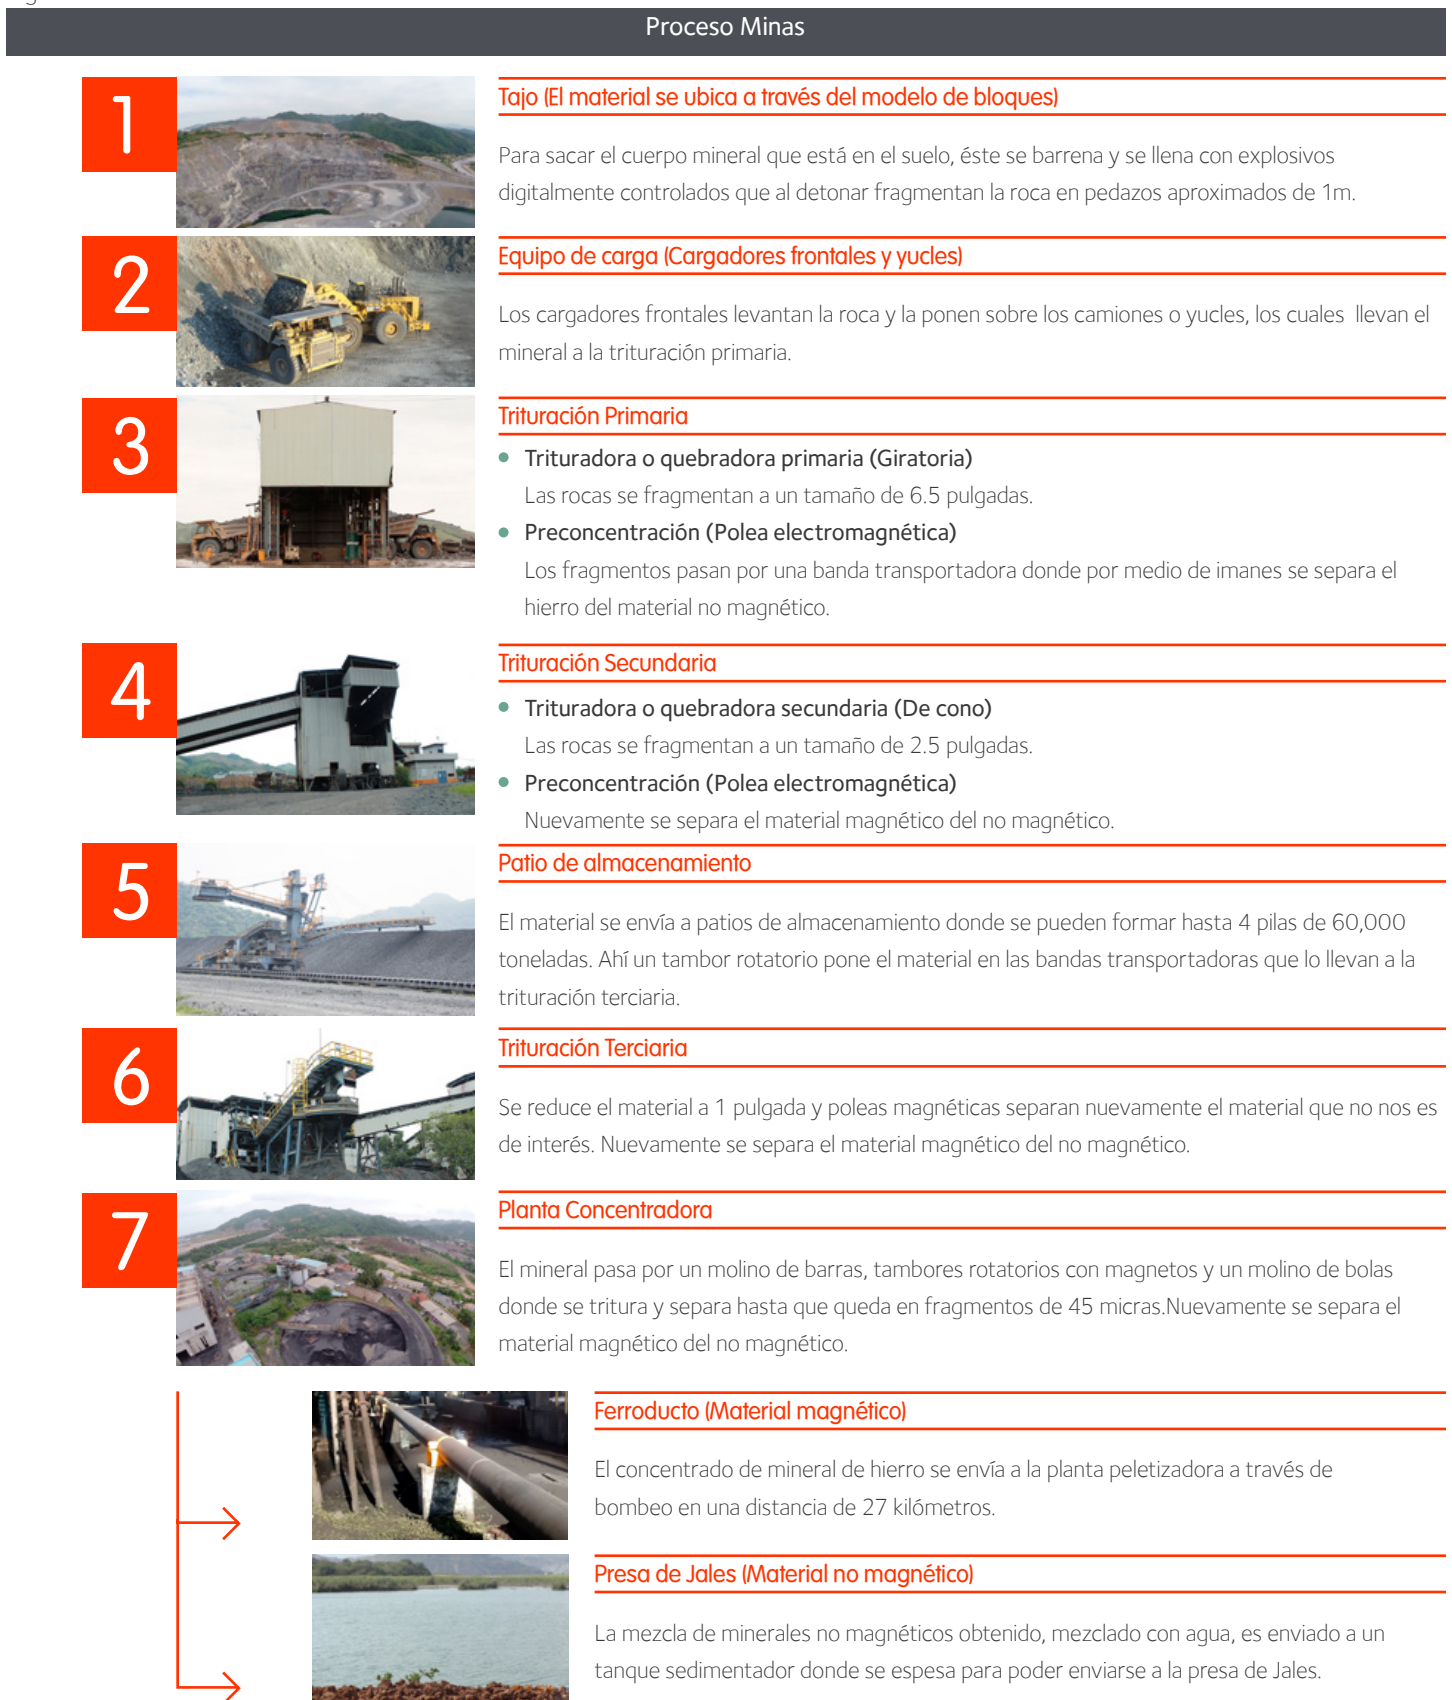 Proceso Minas
1
Tajo (El material se ubica a través del modelo de bloques)
Para sacar el cuerpo mineral que está en el suelo, éste se barrena y se llena con explosivos
digitalmente controlados que al detonar fragmentan la roca en pedazos aproximados de 1m.
2
Equipo de carga (Cargadores frontales y yucles)
Los cargadores frontales levantan la roca y la ponen sobre los camiones o yucles, los cuales llevan el
mineral a la trituración primaria.
3
Trituración Primaria
• Trituradora o quebradora primaria (Giratoria)
Las rocas se fragmentan a un tamaño de 6.5 pulgadas.
• Preconcentración (Polea electromagnética)
Los fragmentos pasan por una banda transportadora donde por medio de imanes se separa el
hierro del material no magnético.
4
Trituración Secundaria
• Trituradora o quebradora secundaria (De cono)
Las rocas se fragmentan a un tamaño de 2.5 pulgadas.
• Preconcentración (Polea electromagnética)
Nuevamente se separa el material magnético del no magnético.
5
Patio de almacenamiento
El material se envía a patios de almacenamiento donde se pueden formar hasta 4 pilas de 60,000
toneladas. Ahí un tambor rotatorio pone el material en las bandas transportadoras que lo llevan a la
trituración terciaria.
6
Trituración Terciaria
Se reduce el material a 1 pulgada y poleas magnéticas separan nuevamente el material que no nos es
de interés. Nuevamente se separa el material magnético del no magnético.
7
Planta Concentradora
El mineral pasa por un molino de barras, tambores rotatorios con magnetos y un molino de bolas
donde se tritura y separa hasta que queda en fragmentos de 45 micras.Nuevamente se separa el
material magnético del no magnético.
Ferroducto (Material magnético)
El concentrado de mineral de hierro se envía a la planta peletizadora a través de
bombeo en una distancia de 27 kilómetros.
Presa de Jales (Material no magnético)
La mezcla de minerales no magnéticos obtenido, mezclado con agua, es enviado a un
tanque sedimentador donde se espesa para poder enviarse a la presa de Jales.